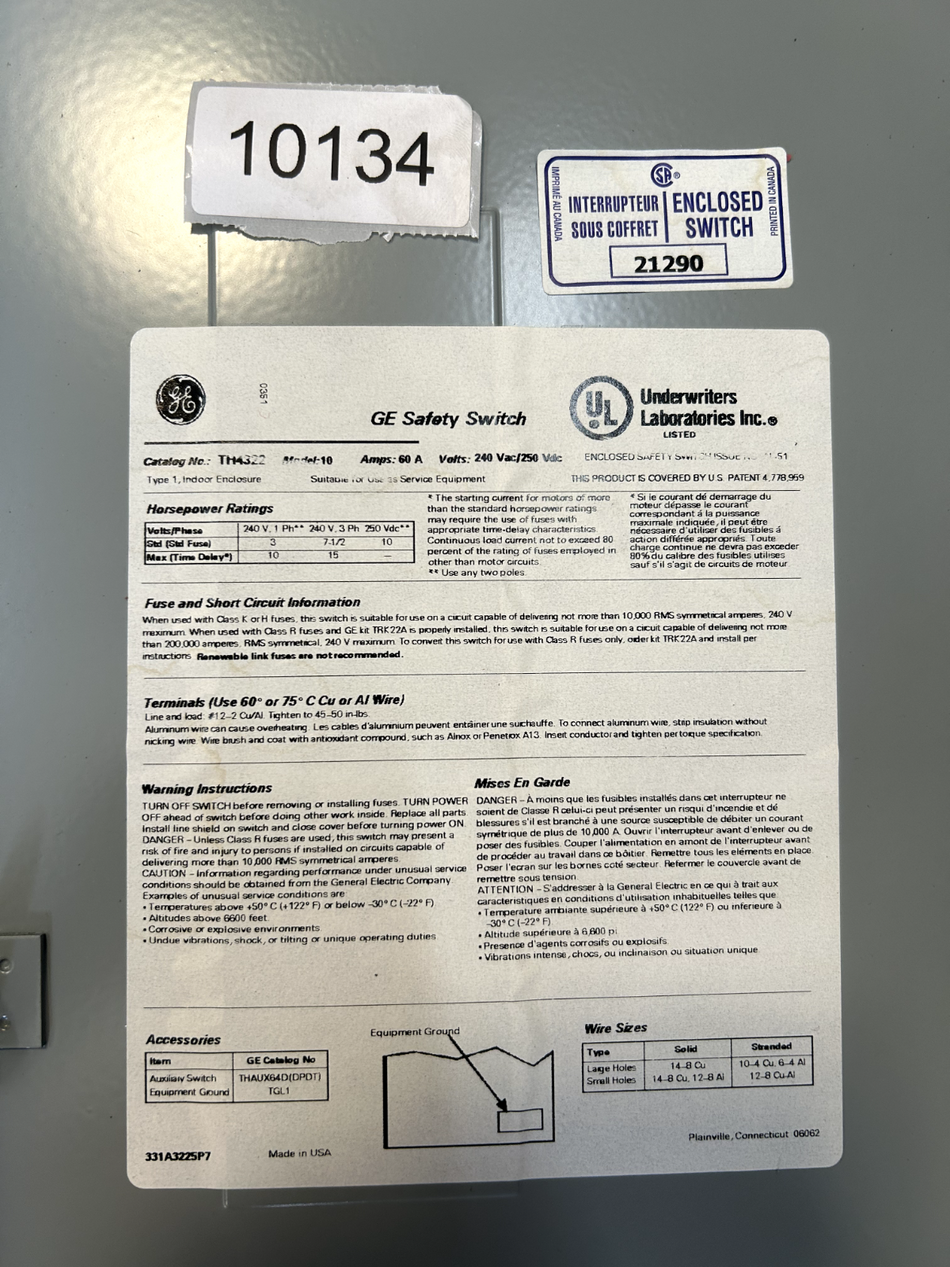 10134
CSA®
IMPRIMÉ AU CANADA
INTERRUPTEUR
SOUS COFFRET
ENCLOSED
SWITCH
PRINTED IN CANADA
21290
GE
0351
GE Safety Switch
UL
Underwriters
Laboratories Inc.®
LISTED
Catalog No.: TH4322 Model-10 Amps: 60 A Volts: 240 Vac/250 Vdc ENCLOSED SAFETY SWITCH ISSUE
Type 1, Indoor Enclosure Suitable for Use as Service Equipment THIS PRODUCT IS COVERED BY U.S. PATENT 4,778,959
Horsepower Ratings
Volts/Phase 240 V, 1 Ph** 240 V, 3 Ph 250 Vdc**
Std (Std Fuse) 3 7-1/2 10
Max (Time Delay*) 10 15 –
* The starting current for motors of more
than the standard horsepower ratings
may require the use of fuses with
appropriate time-delay characteristics.
Continuous load current not to exceed 80
percent of the rating of fuses employed in
other than motor circuits.
** Use any two poles.
* Si le courant de demarrage du
moteur dépasse le courant
correspondant á la puissance
maximale indiquée, il peut étre
nécessaire d'utiliser des fusibles á
action différée appropriés. Toute
charge continue ne devra pas exceder
80% du calibre des fusibles utilises
sauf s'il s'agit de circuits de moteur
Fuse and Short Circuit Information
When used with Class K or H fuses, this switch is suitable for use on a circuit capable of delivering not more than 10,000 RMS symmetrical amperes, 240 V
maximum. When used with Class R fuses and GE kit TRK22A is properly installed, this switch is suitable for use on a circuit capable of delivering not more
than 200,000 amperes, RMS symmetrical, 240 V maximum. To convert this switch for use with Class R fuses only, order kit TRK22A and install per
instructions. Renewable link fuses are not recommended.
Terminals (Use 60° or 75° C Cu or Al Wire)
Line and load: #12–2 Cu/Al. Tighten to 45–50 in-lbs.
Aluminum wire can cause overheating. Les cables d'aluminium peuvent entâiner une suchauffe. To connect aluminum wire, strip insulation without
nicking wire. Wire brush and coat with antioxidant compound, such as Alnox or Penetrox A13. Insert conductor and tighten per torque specification.
Warning Instructions
TURN OFF SWITCH before removing or installing fuses. TURN POWER
OFF ahead of switch before doing other work inside. Replace all parts.
Install line shield on switch and close cover before turning power ON.
DANGER – Unless Class R fuses are used, this switch may present a
risk of fire and injury to persons if installed on circuits capable of
delivering more than 10,000 RMS symmetrical amperes.
CAUTION – Information regarding performance under unusual service
conditions should be obtained from the General Electric Company.
Examples of unusual service conditions are:
• Temperatures above +50° C (+122° F) or below –30° C (–22° F)
• Altitudes above 6600 feet.
• Corrosive or explosive environments
• Undue vibrations, shock, or tilting or unique operating duties
Mises En Garde
DANGER – À moins que les fusibles installés dans cet interrupteur ne
soient de Classe R celui-ci peut présenter un risqui d'incendie et dé
blessures s'il est branché à une source susceptible de débiter un courant
symétrique de plus de 10,000 A. Ouvrir l'interrupteur avant d'enlever ou de
poser des fusibles. Couper l'alimentation en amont de l'interrupteur avant
de procéder au travail dans ce bôitier. Remettre tous les eléments en place.
Poser l'ecran sur les bornes coté secteur. Refermer le couvercle avant de
remettre sous tension.
ATTENTION – S'addresser à la General Electric en ce qui à trait aux
caractéristiques en conditions d'utilisation inhabituelles telles que:
• Temperature ambiante supérieure à +50° C (122° F) ou inferieure à
–30° C (–22° F)
• Altitude supérieure à 6,600 pi
• Presence d'agents corrosifs ou explosifs.
• Vibrations intense, chocs, ou inclinaison ou situation unique
Accessories
Item GE Catalog No
Auxiliary Switch THAUX64D(DPDT)
Equipment Ground TGL1
Equipment Ground
Wire Sizes
Type Solid Stranded
Large Holes 14–8 Cu 10–4 Cu, 6–4 Al
Small Holes 14–8 Cu, 12–8 Al 12–8 Cu-Al
331A3225P7 Made in USA Plainville, Connecticut 06062